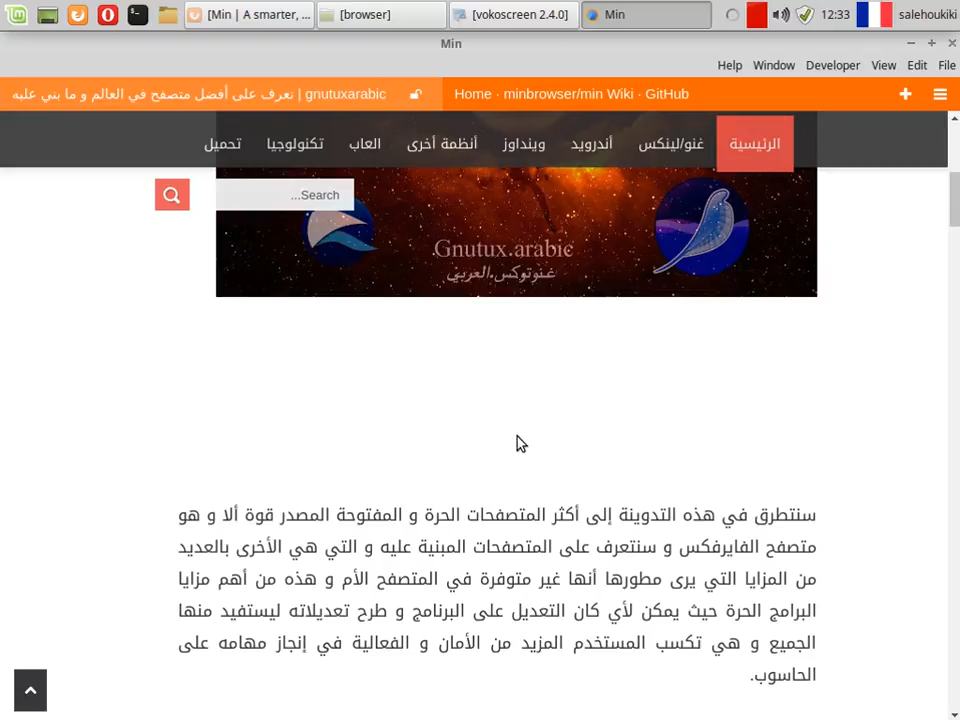 [Min | A smarter, ...
[browser]
[vokoscreen 2.4.0]
Min
12:33
salehoukiki
Min
Help Window Developer View Edit File
تعرف على أفضل متصفح في العالم و ما بني عليه | gnutuxarabic
Home · minbrowser/min Wiki · GitHub
الرئيسية غنو/لينكس أندرويد وينداوز أنظمة أخرى العاب تكنولوجيا تحميل
Search...
Gnutux.arabic
غنوتوكس.العربي
سنتطرق في هذه التدوينة إلى أكثر المتصفحات الحرة و المفتوحة المصدر قوة ألا و هو
متصفح الفايرفكس و سنتعرف على المتصفحات المبنية عليه و التي هي الأخرى بالعديد
من المزايا التي يرى مطورها أنها غير متوفرة في المتصفح الأم و هذه من أهم مزايا
البرامج الحرة حيث يمكن لأي كان التعديل على البرنامج و طرح تعديلاته ليستفيد منها
الجميع و هي تكسب المستخدم المزيد من الأمان و الفعالية في إنجاز مهامه على
الحاسوب.